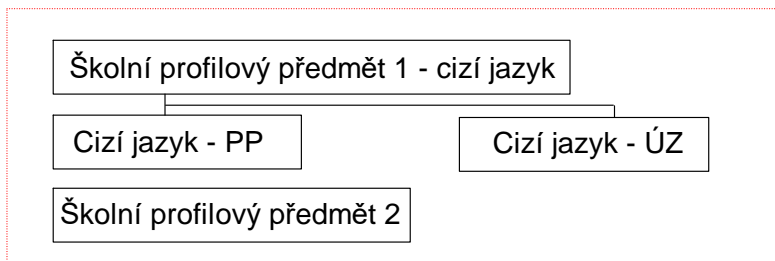 Školní profilový předmět 1 - cizí jazyk
Cizí jazyk - PP
Cizí jazyk - ÚZ
Školní profilový předmět 2